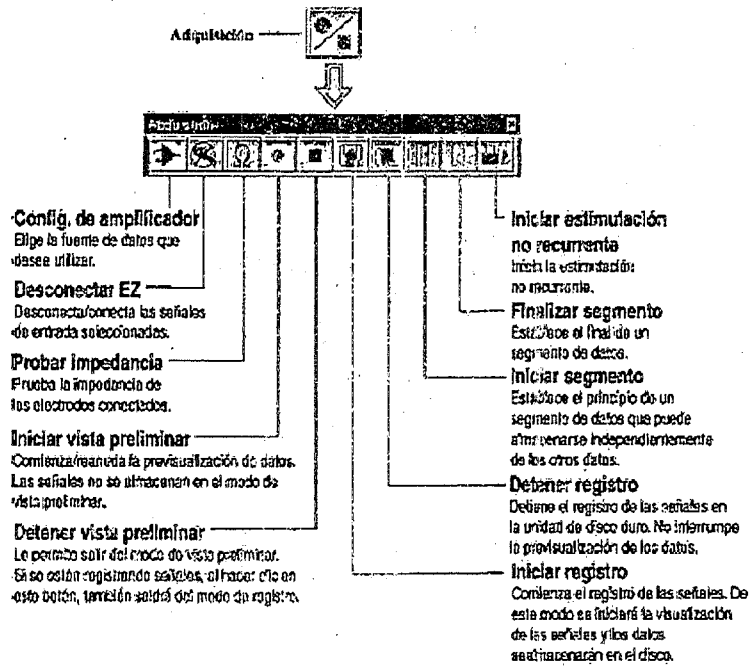 Adquisición
Config. de amplificador
Elige la fuente de datos que
desee utilizar.
Desconectar EZ
Desconecta/conecta las señales
de entrada seleccionadas.
Probar impedancia
Prueba la impedancia de
los electrodos conectados.
Iniciar vista preliminar
Comienza/reanuda la previsualización de datos.
Las señales no se almacenan en el modo de
vista preliminar.
Detener vista preliminar
Le permite salir del modo de vista preliminar.
Si se están registrando señales, al hacer clic en
este botón, también saldrá del modo de registro.
Iniciar estimulación
no recurrente
Inicia la estimulación
no recurrente.
Finalizar segmento
Establece el final de un
segmento de datos.
Iniciar segmento
Establece el principio de un
segmento de datos que puede
almacenarse independientemente
de los otros datos.
Detener registro
Detiene el registro de las señales en
la unidad de disco duro. No interrumpe
la previsualización de los datos.
Iniciar registro
Comienza el registro de las señales. De
este modo se iniciará la visualización
de las señales y los datos
se almacenarán en el disco.